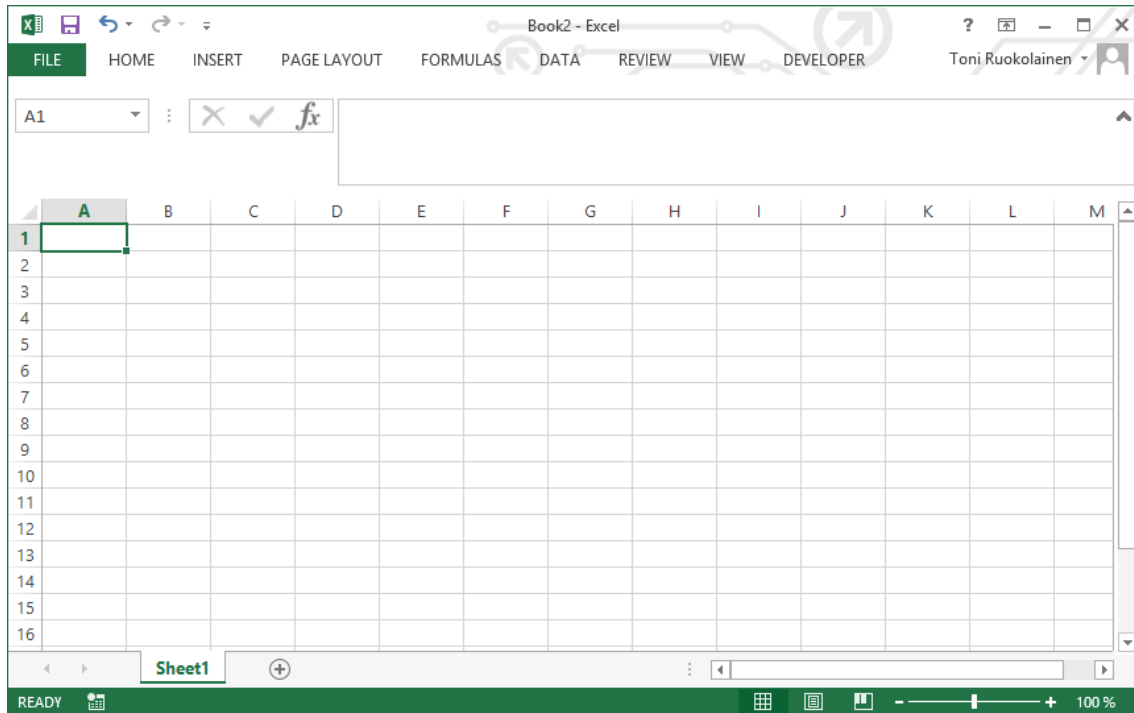 Book2 - Excel ?
FILE HOME INSERT PAGE LAYOUT FORMULAS DATA REVIEW VIEW DEVELOPER Toni Ruokolainen
A1 fx
A B C D E F G H I J K L M
1
2
3
4
5
6
7
8
9
10
11
12
13
14
15
16
Sheet1
READY 100 %